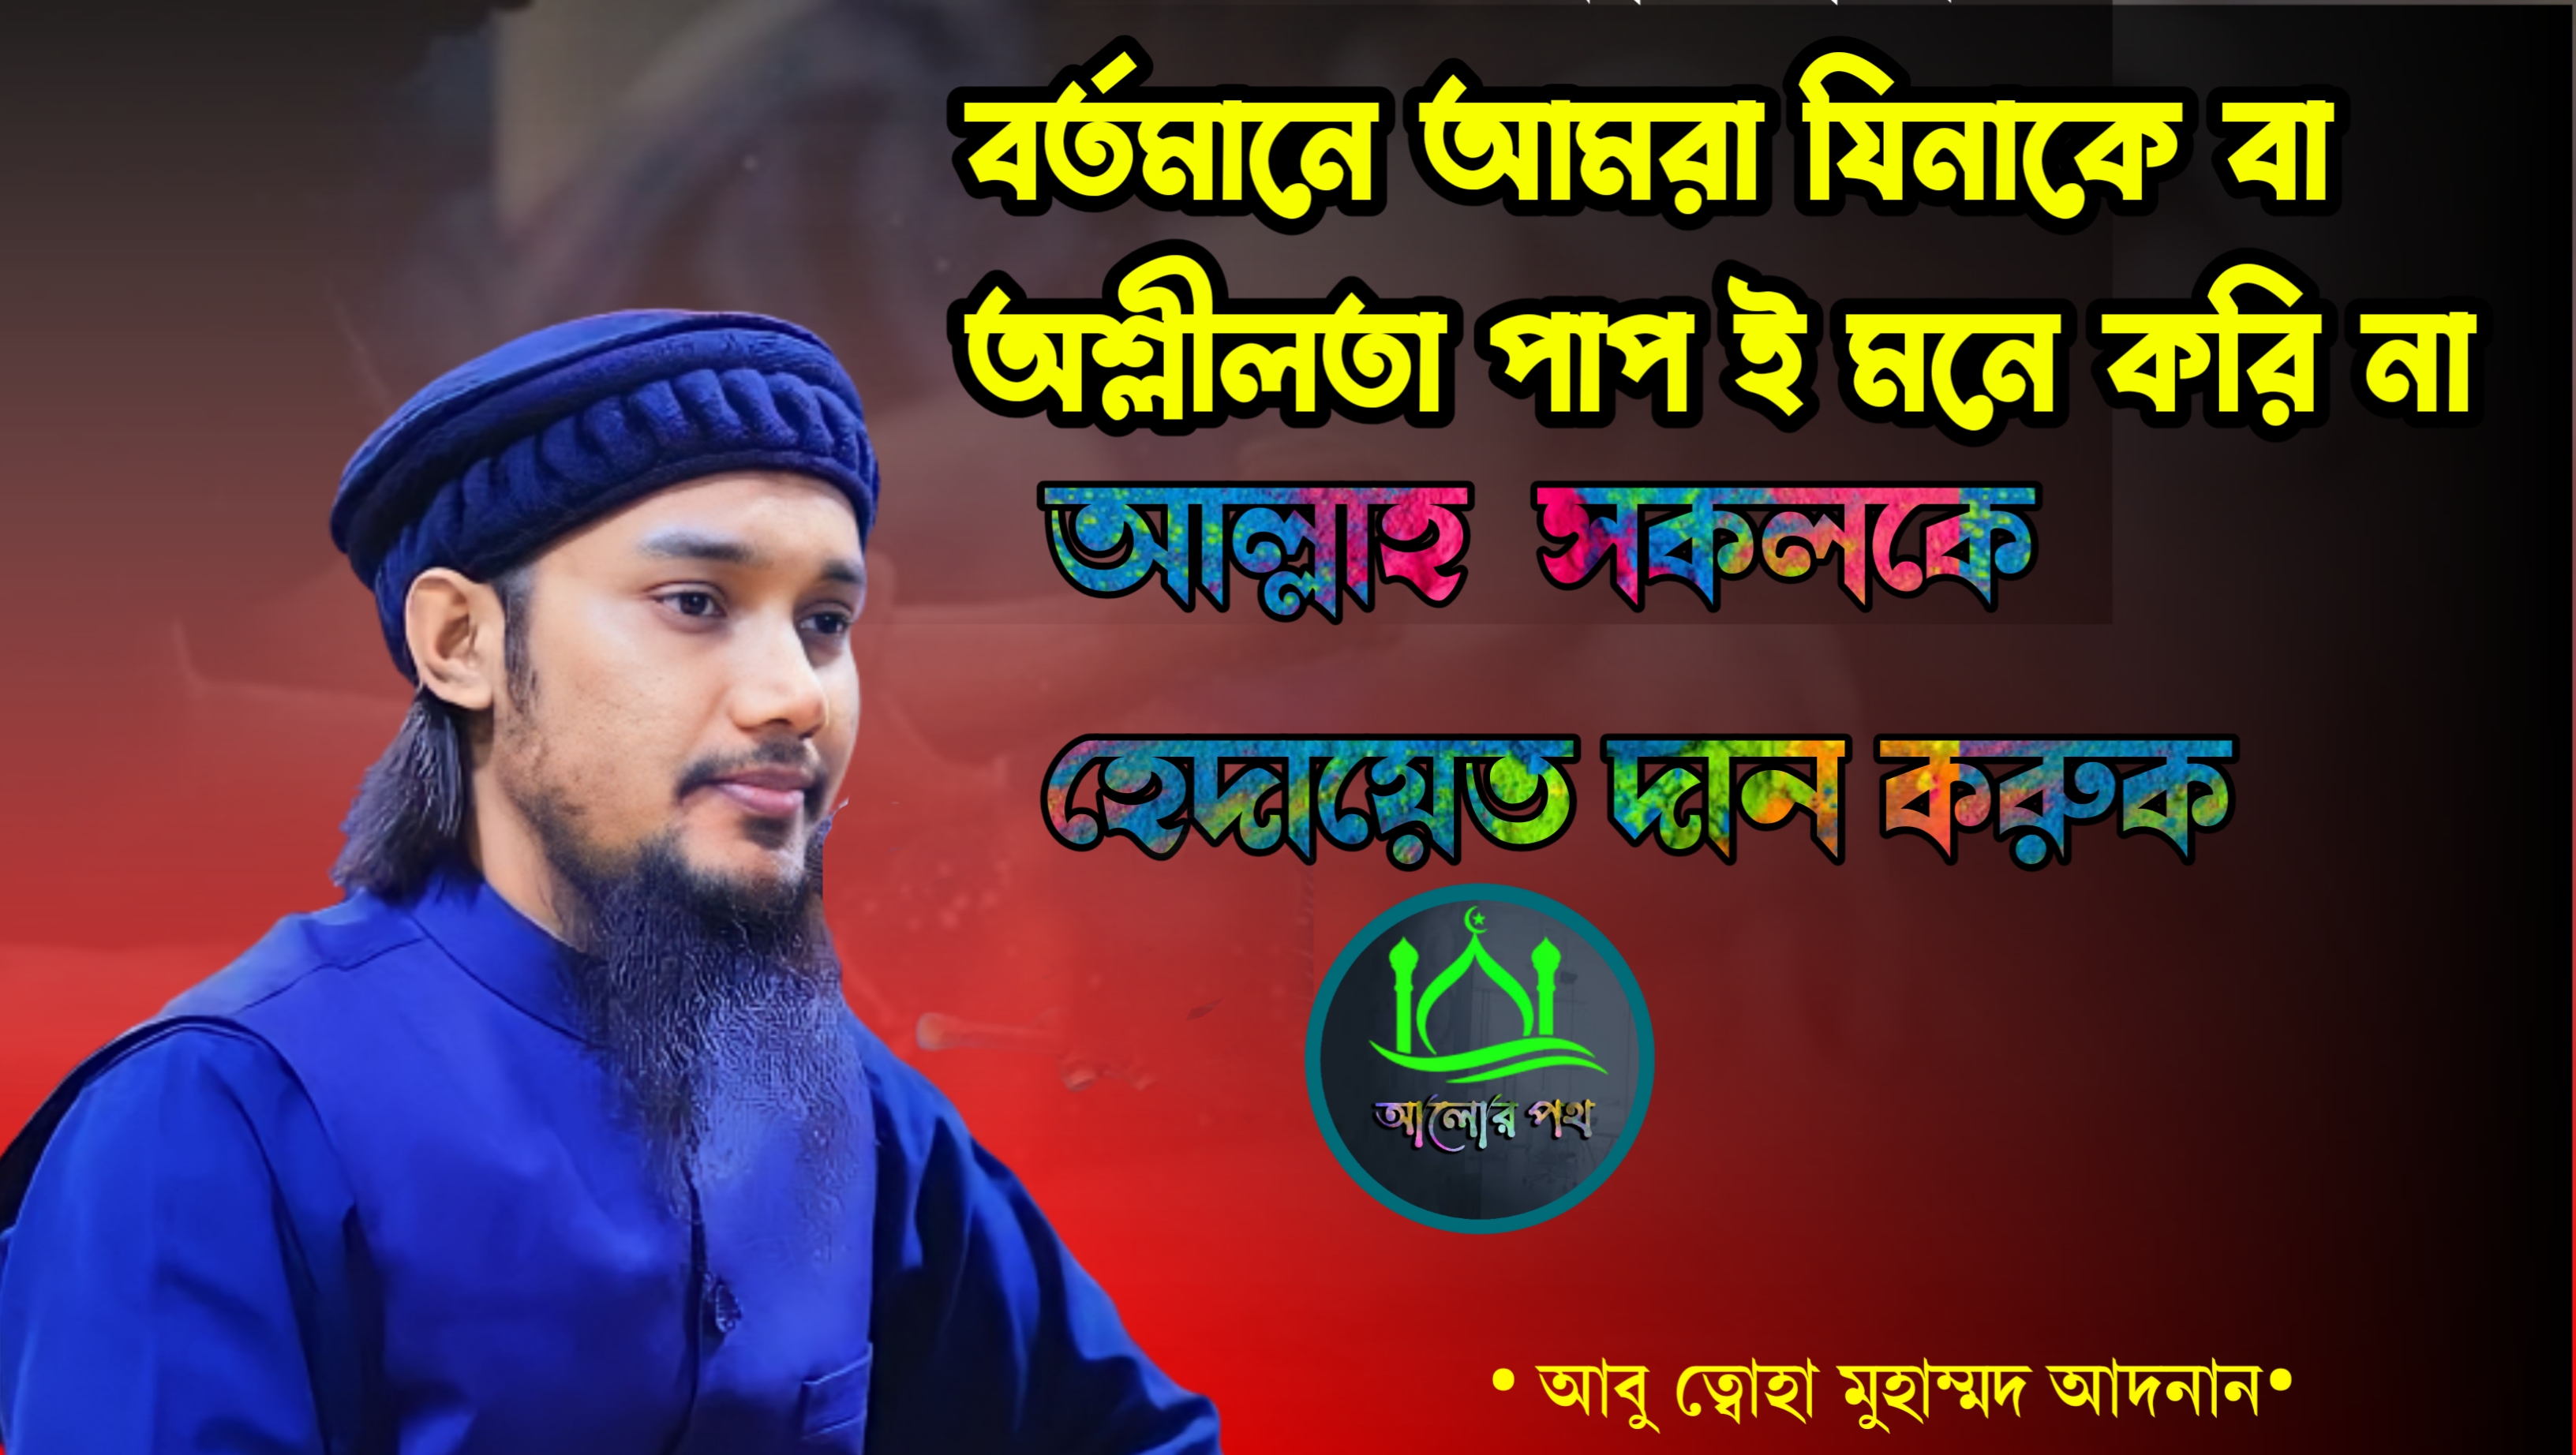 বর্তমানে আমরা যিনাকে বা
অশ্লীলতা পাপ ই মনে করি না
আল্লাহ সকলকে
হেদায়েত দান করুক
আলোর পথ
• আবু ত্বোহা মুহাম্মদ আদনান•